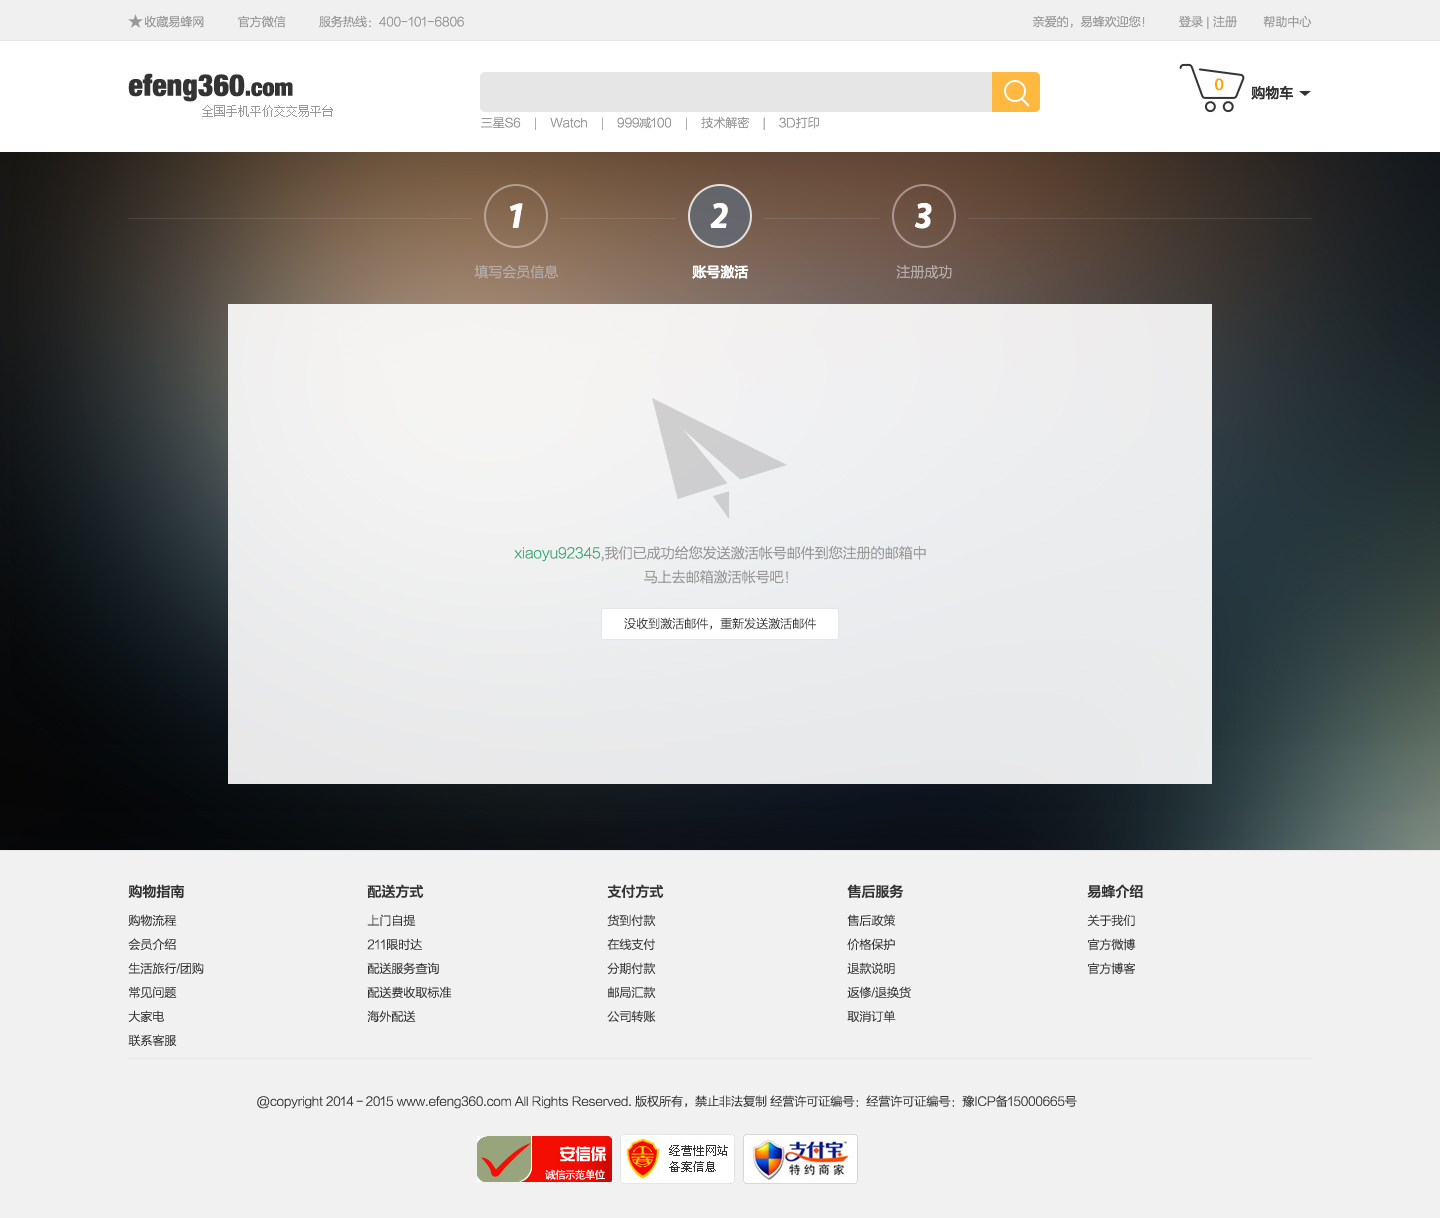 ★收藏易蜂网 官方微信 服务热线：400-101-6806 亲爱的，易蜂欢迎您！ 登录 | 注册 帮助中心
efeng360.com
全国手机平价交交易平台
0 购物车
三星S6 | Watch | 999减100 | 技术解密 | 3D打印
1 2 3
填写会员信息 账号激活 注册成功
xiaoyu92345,我们已成功给您发送激活帐号邮件到您注册的邮箱中
马上去邮箱激活帐号吧！
没收到激活邮件，重新发送激活邮件
购物指南 配送方式 支付方式 售后服务 易蜂介绍
购物流程 上门自提 货到付款 售后政策 关于我们
会员介绍 211限时达 在线支付 价格保护 官方微博
生活旅行/团购 配送服务查询 分期付款 退款说明 官方博客
常见问题 配送费收取标准 邮局汇款 返修/退换货
大家电 海外配送 公司转账 取消订单
联系客服
@copyright 2014 - 2015 www.efeng360.com All Rights Reserved. 版权所有，禁止非法复制 经营许可证编号：经营许可证编号：豫ICP备15000665号
安信保 经营性网站 支付宝
诚信示范单位 备案信息 特约商家